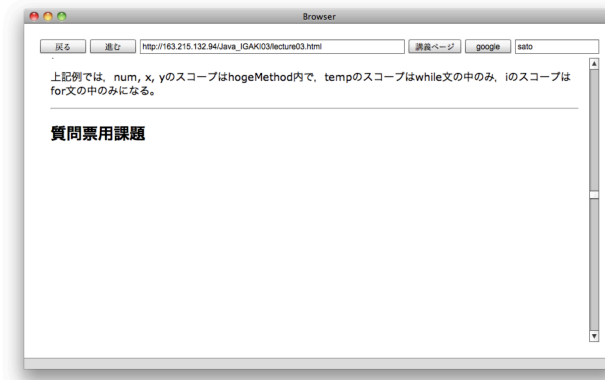 Browser
戻る 進む http://163.215.132.94/Java_IGAKI03/lecture03.html 講義ページ google sato
上記例では，num, x, yのスコープはhogeMethod内で，tempのスコープはwhile文の中のみ，iのスコープは
for文の中のみになる。
質問票用課題